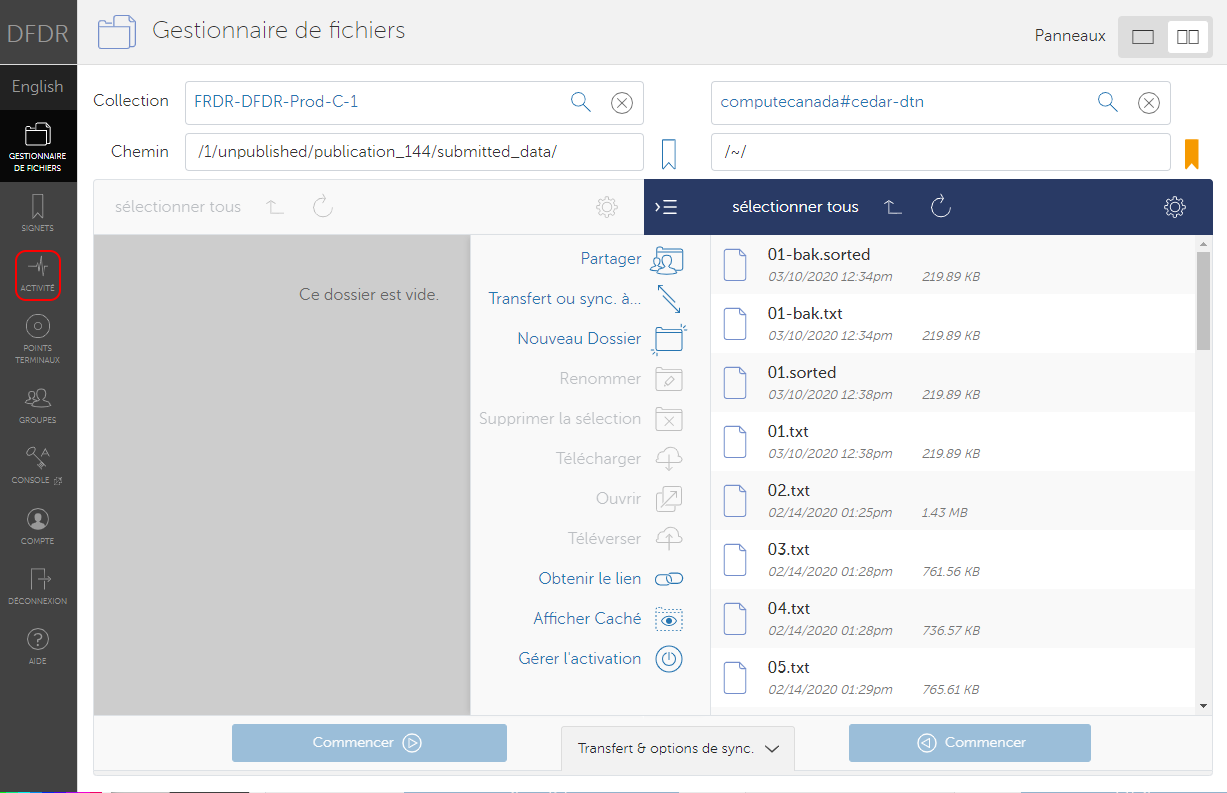 DFDR
Gestionnaire de fichiers
Panneaux
English
GESTIONNAIRE
DE FICHIERS
SIGNETS
ACTIVITÉ
POINTS
TERMINAUX
GROUPES
CONSOLE
COMPTE
DÉCONNEXION
AIDE
Collection
FRDR-DFDR-Prod-C-1
computecanada#cedar-dtn
Chemin
/1/unpublished/publication_144/submitted_data/
/~/
sélectionner tous
sélectionner tous
Ce dossier est vide.
Partager
Transfert ou sync. à...
Nouveau Dossier
Renommer
Supprimer la sélection
Télécharger
Ouvrir
Téléverser
Obtenir le lien
Afficher Caché
Gérer l'activation
01-bak.sorted
03/10/2020 12:34pm 219.89 KB
01-bak.txt
03/10/2020 12:34pm 219.89 KB
01.sorted
03/10/2020 12:38pm 219.89 KB
01.txt
03/10/2020 12:38pm 219.89 KB
02.txt
02/14/2020 01:25pm 1.43 MB
03.txt
02/14/2020 01:28pm 761.56 KB
04.txt
02/14/2020 01:28pm 736.57 KB
05.txt
02/14/2020 01:29pm 765.61 KB
Commencer
Transfert & options de sync.
Commencer